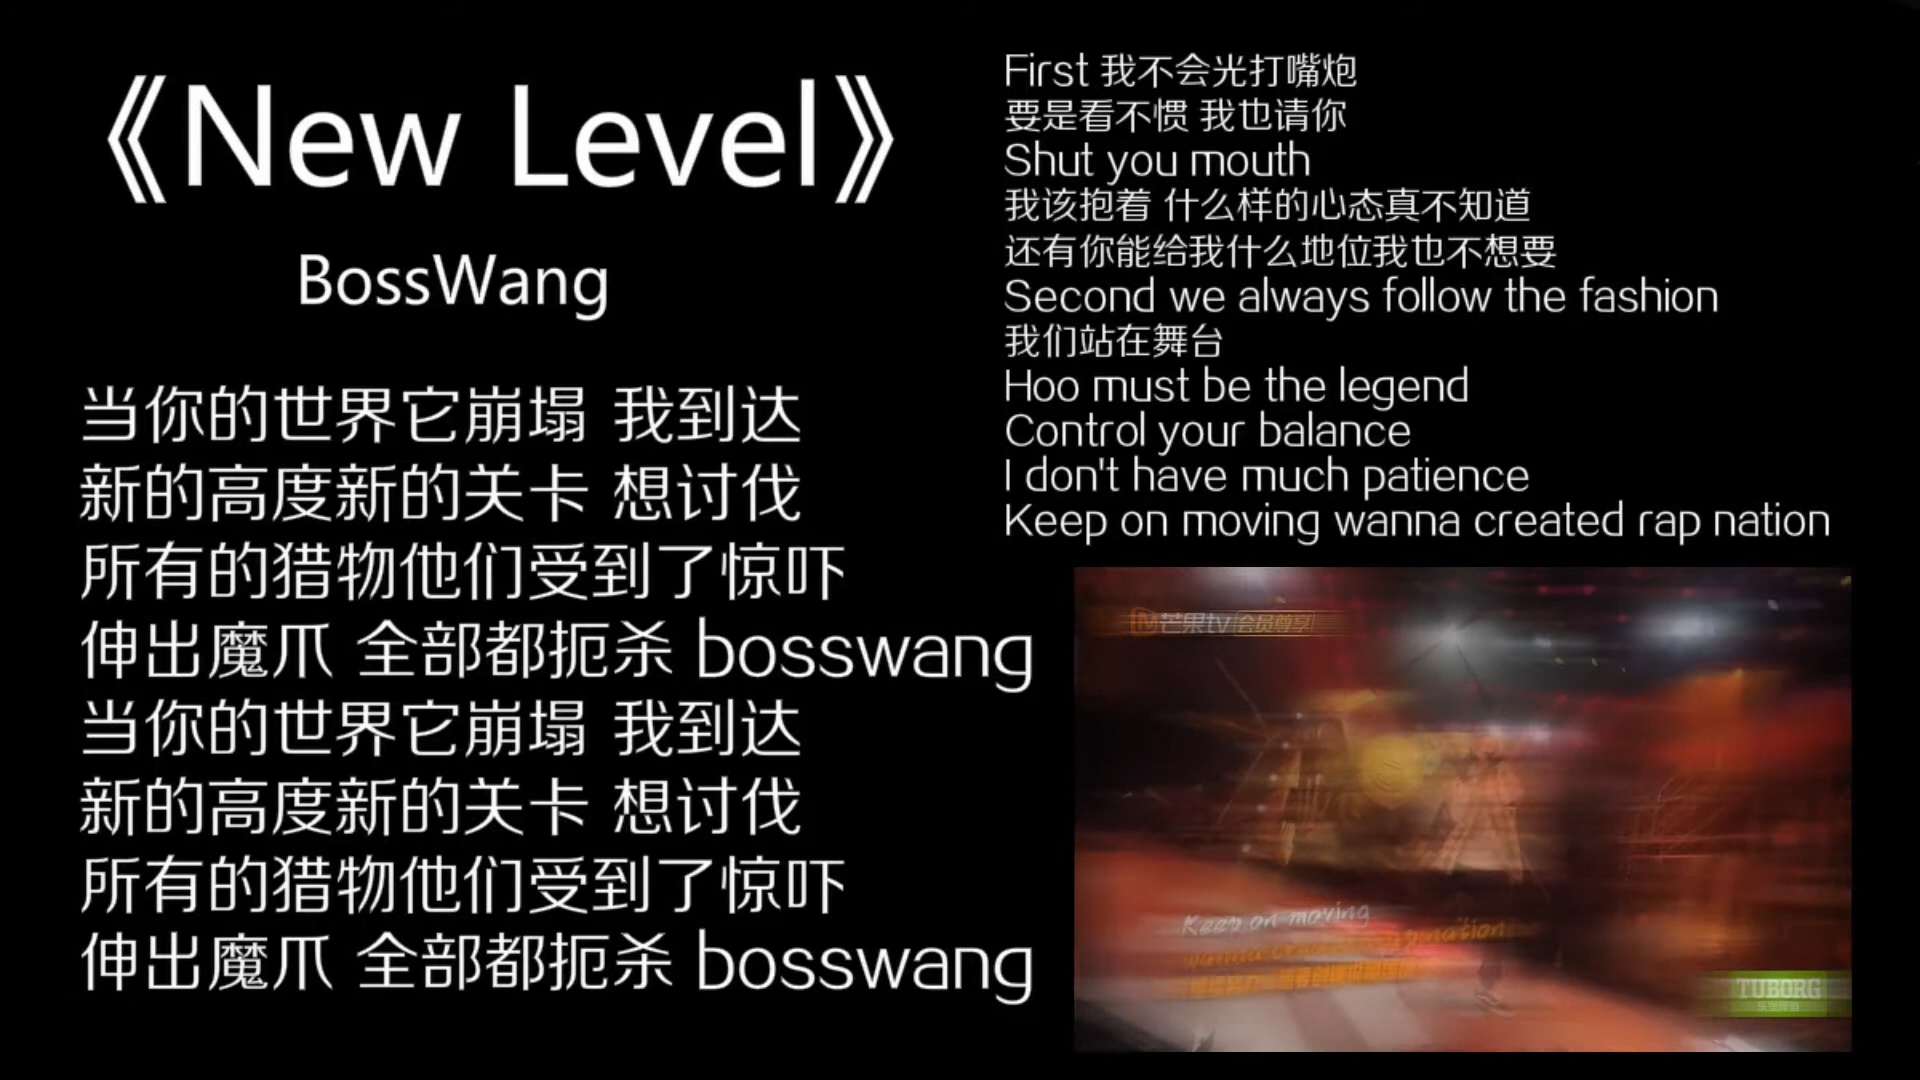 《New Level》
BossWang
当你的世界它崩塌 我到达
新的高度新的关卡 想讨伐
所有的猎物他们受到了惊吓
伸出魔爪 全部都扼杀 bosswang
当你的世界它崩塌 我到达
新的高度新的关卡 想讨伐
所有的猎物他们受到了惊吓
伸出魔爪 全部都扼杀 bosswang
First 我不会光打嘴炮
要是看不惯 我也请你
Shut you mouth
我该抱着 什么样的心态真不知道
还有你能给我什么地位我也不想要
Second we always follow the fashion
我们站在舞台
Hoo must be the legend
Control your balance
I don't have much patience
Keep on moving wanna created rap nation
芒果tv 会员尊享
Keep on moving
nation
TUBORG